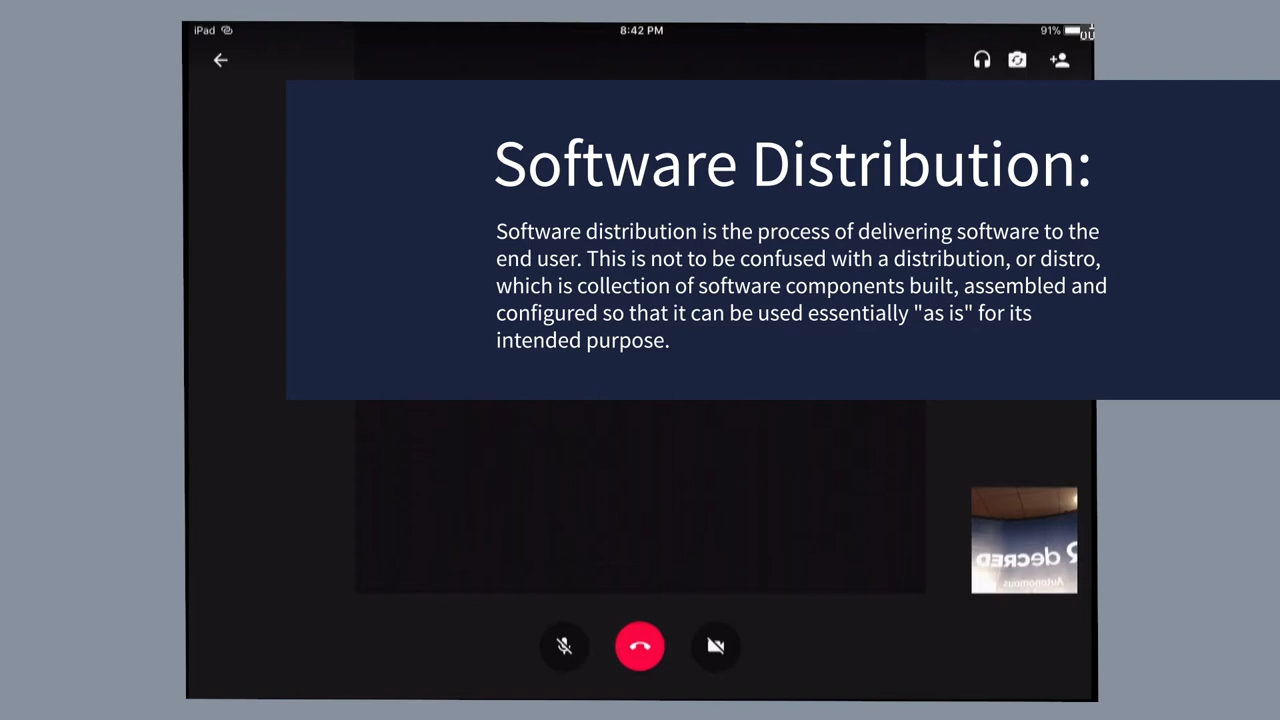 iPad
8:42 PM
91%
Software Distribution:
Software distribution is the process of delivering software to the
end user. This is not to be confused with a distribution, or distro,
which is collection of software components built, assembled and
configured so that it can be used essentially "as is" for its
intended purpose.
decred
Autonomous